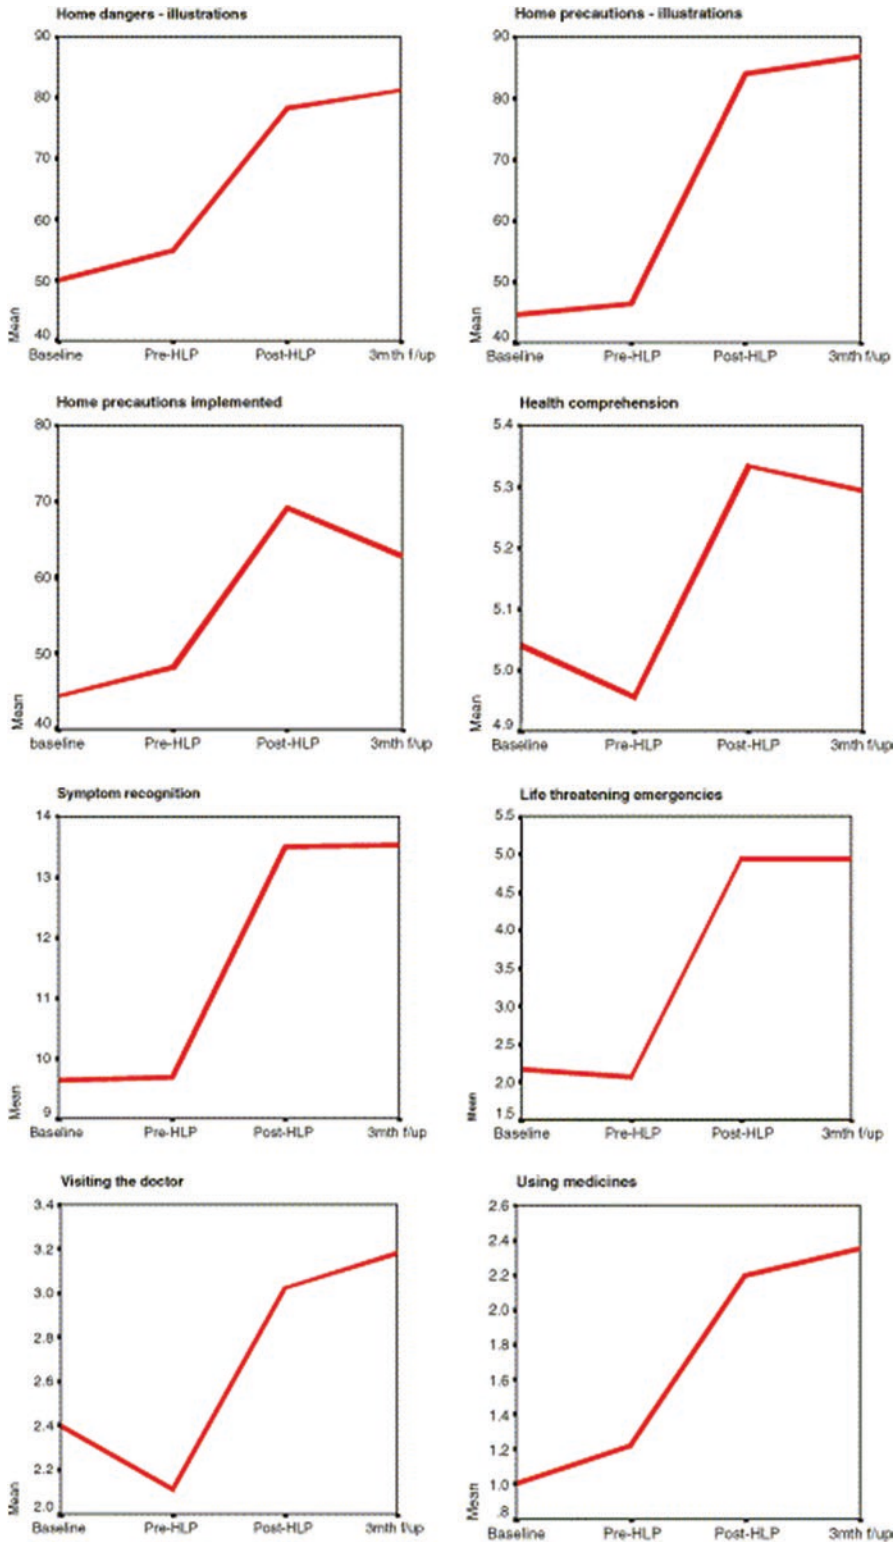 Home dangers - illustrations
90
80
70
60
50
40
Mean
Baseline Pre-HLP Post-HLP 3mth f/up
Home precautions - illustrations
90
80
70
60
50
40
Mean
Baseline Pre-HLP Post-HLP 3mth f/up
Home precautions implemented
80
70
60
50
40
Mean
baseline Pre-HLP Post-HLP 3mth f/up
Health comprehension
5.4
5.3
5.2
5.1
5.0
4.9
Mean
Baseline Pre-HLP Post-HLP 3mth f/up
Symptom recognition
14
13
12
11
10
9
Mean
Baseline Pre-HLP Post-HLP 3mth f/up
Life threatening emergencies
5.5
5.0
4.5
4.0
3.5
3.0
2.5
2.0
1.5
Mean
Baseline Pre-HLP Post-HLP 3mth f/up
Visiting the doctor
3.4
3.2
3.0
2.8
2.6
2.4
2.2
2.0
Mean
Baseline Pre-HLP Post-HLP 3mth f/up
Using medicines
2.6
2.4
2.2
2.0
1.8
1.6
1.4
1.2
1.0
.8
Mean
Baseline Pre-HLP Post-HLP 3mth f/up